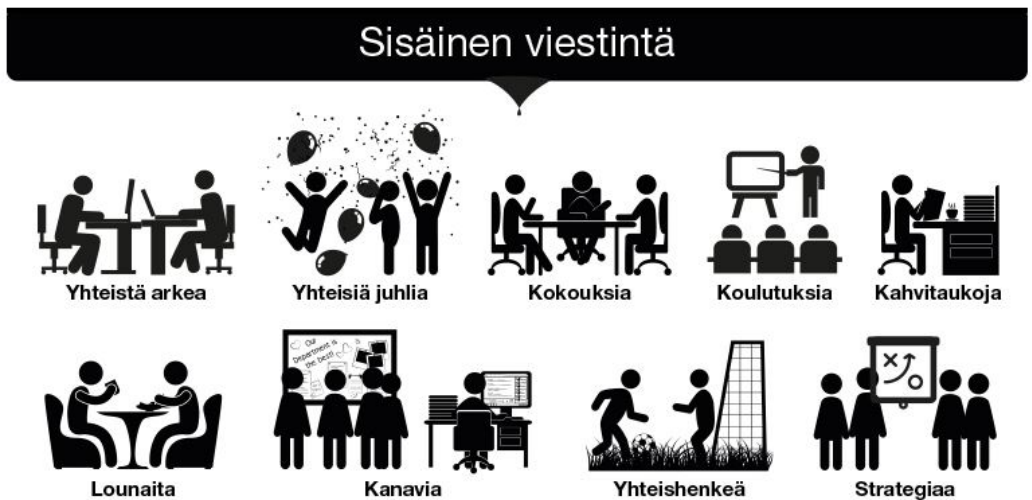 Sisäinen viestintä
Yhteistä arkea
Yhteisiä juhlia
Kokouksia
Koulutuksia
Kahvitaukoja
Our
Department is
the best!
Lounaita
Kanavia
Yhteishenkeä
Strategiaa